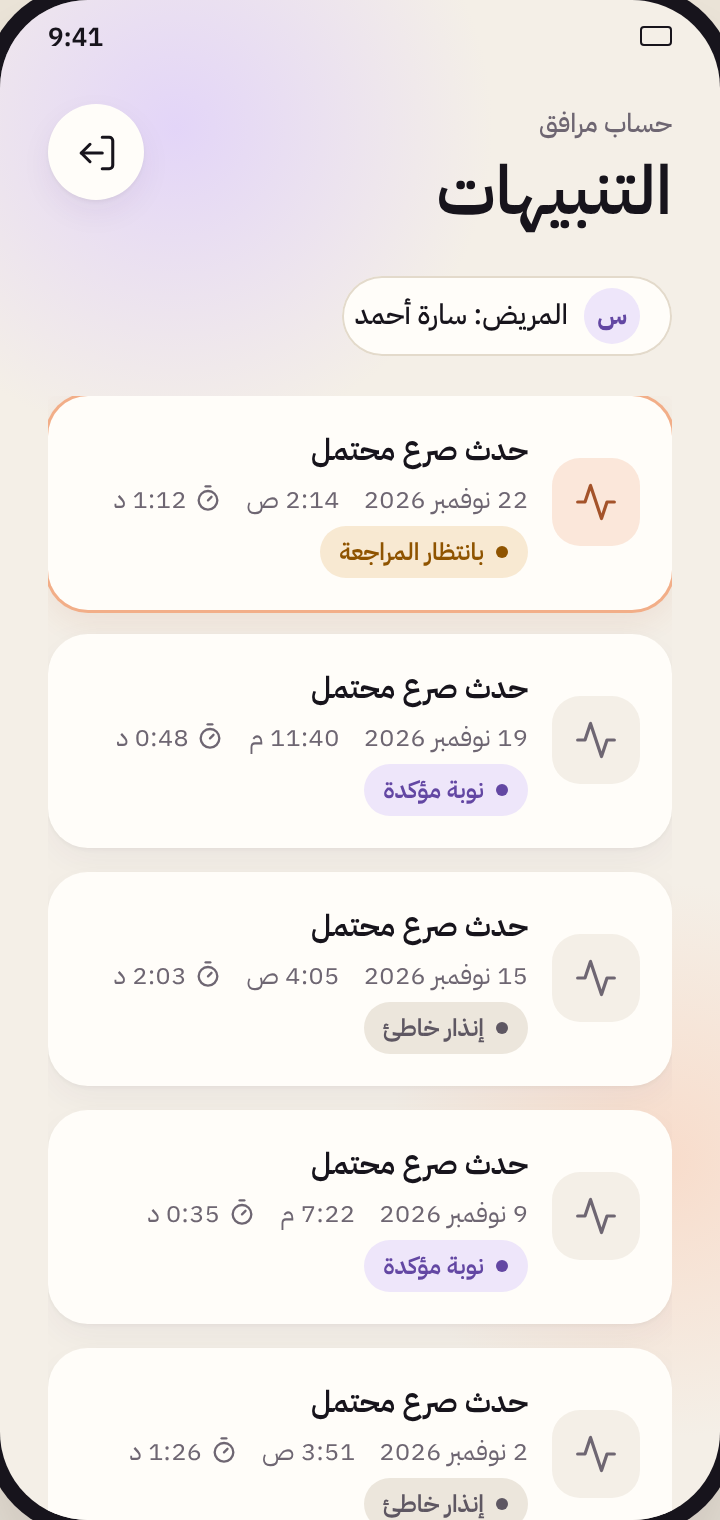 9:41
حساب مرافق
التنبيهات
س المريض: سارة أحمد
حدث صرع محتمل
22 نوفمبر 2026 2:14 ص 1:12 د
بانتظار المراجعة
حدث صرع محتمل
19 نوفمبر 2026 11:40 م 0:48 د
نوبة مؤكدة
حدث صرع محتمل
15 نوفمبر 2026 4:05 ص 2:03 د
إنذار خاطئ
حدث صرع محتمل
9 نوفمبر 2026 7:22 م 0:35 د
نوبة مؤكدة
حدث صرع محتمل
2 نوفمبر 2026 3:51 ص 1:26 د
إنذار خاطئ